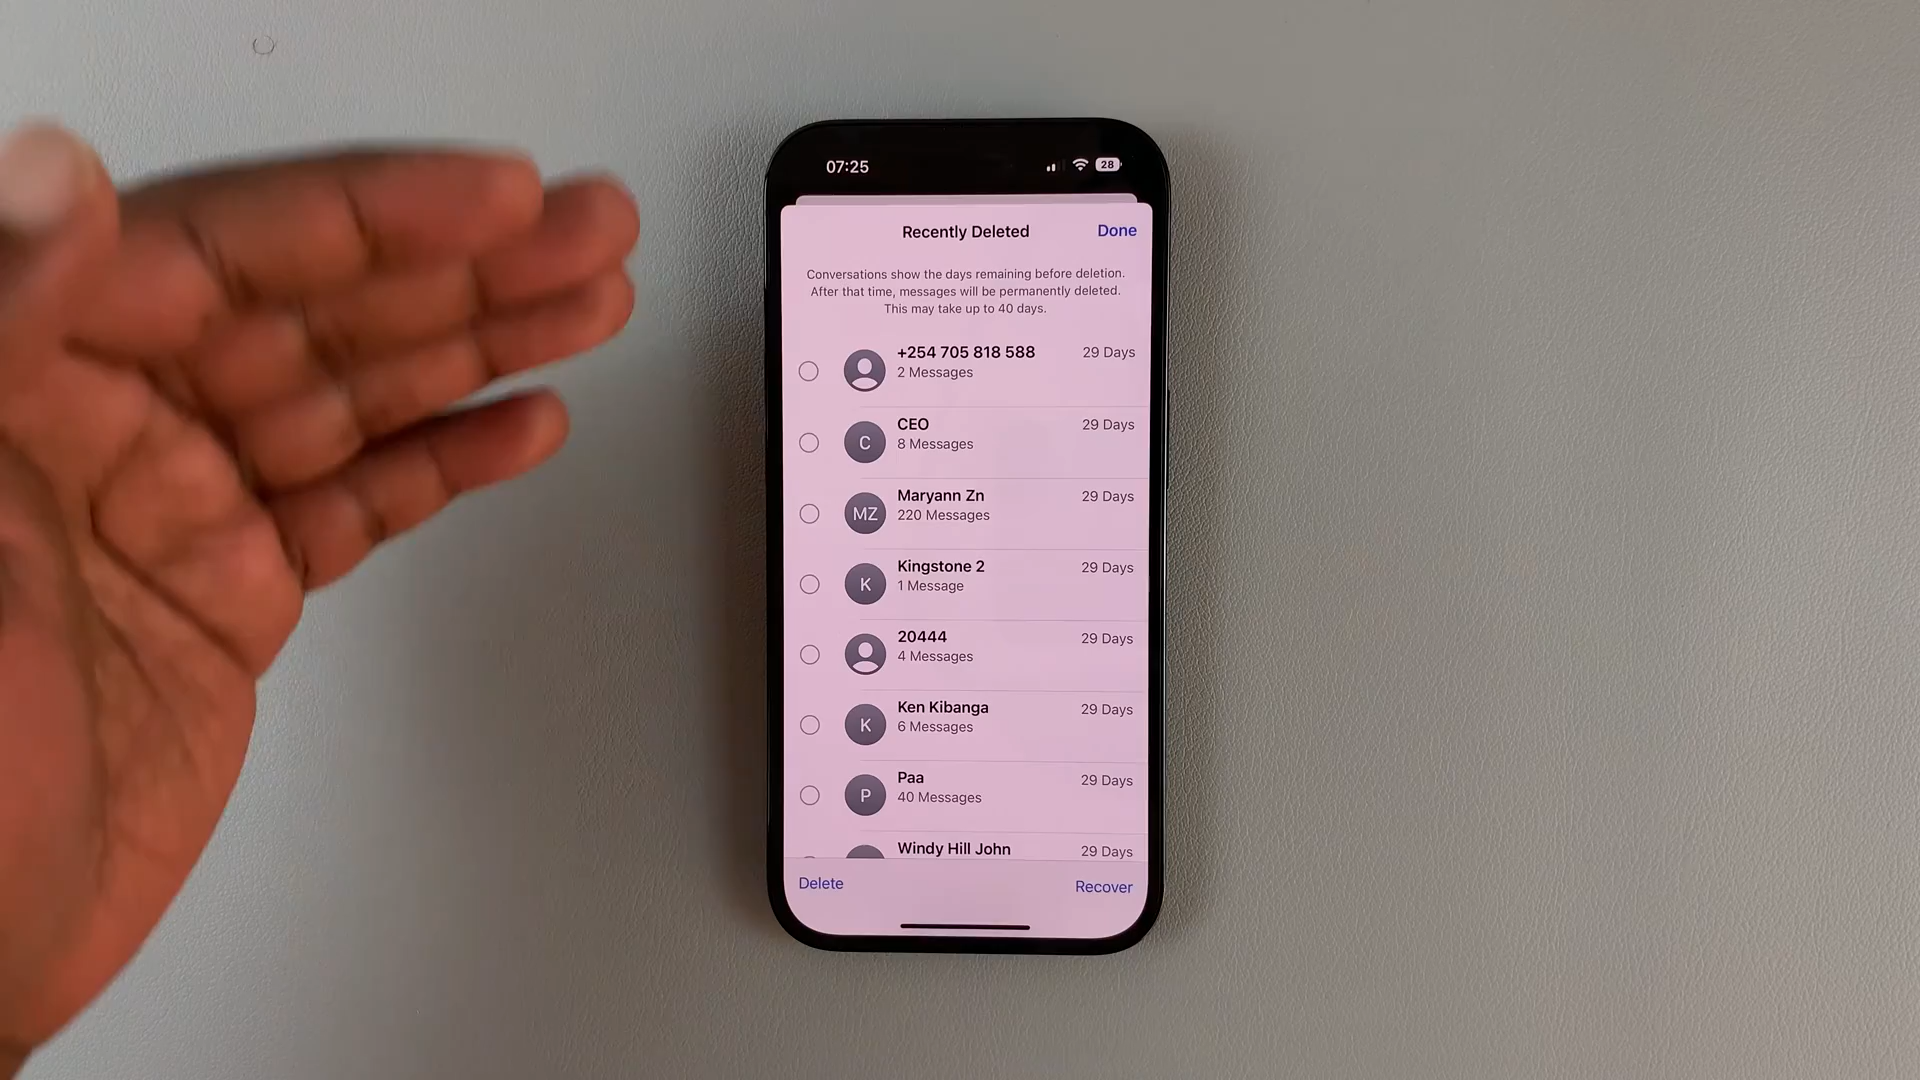 07:25
28
Recently Deleted
Done
Conversations show the days remaining before deletion.
After that time, messages will be permanently deleted.
This may take up to 40 days.
+254 705 818 588
29 Days
2 Messages
C
CEO
29 Days
8 Messages
MZ
Maryann Zn
29 Days
220 Messages
K
Kingstone 2
29 Days
1 Message
20444
29 Days
4 Messages
K
Ken Kibanga
29 Days
6 Messages
P
Paa
29 Days
40 Messages
Windy Hill John
29 Days
Delete
Recover